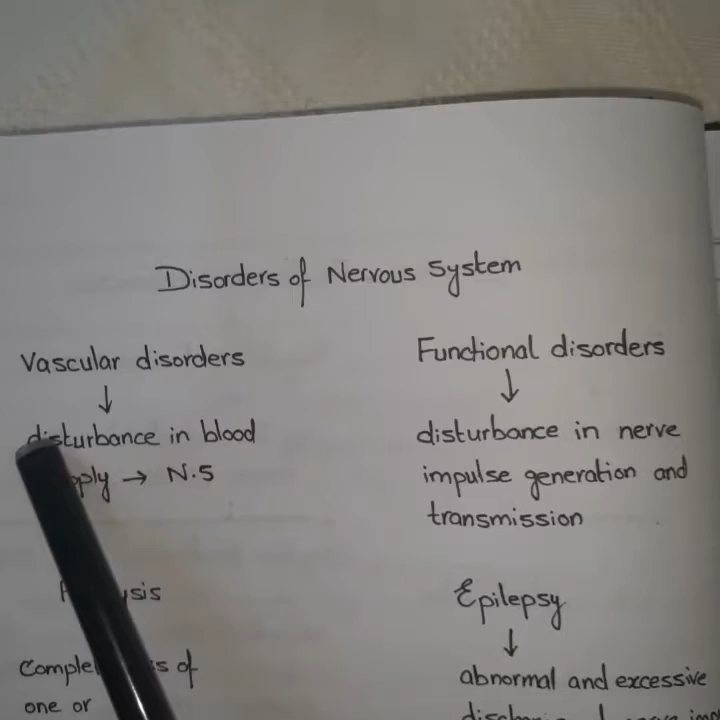 Disorders of Nervous System
Vascular disorders
↓
disturbance in blood
→ N.S
Functional disorders
↓
disturbance in nerve
impulse generation and
transmission
of
one or
Epilepsy
↓
abnormal and excessive